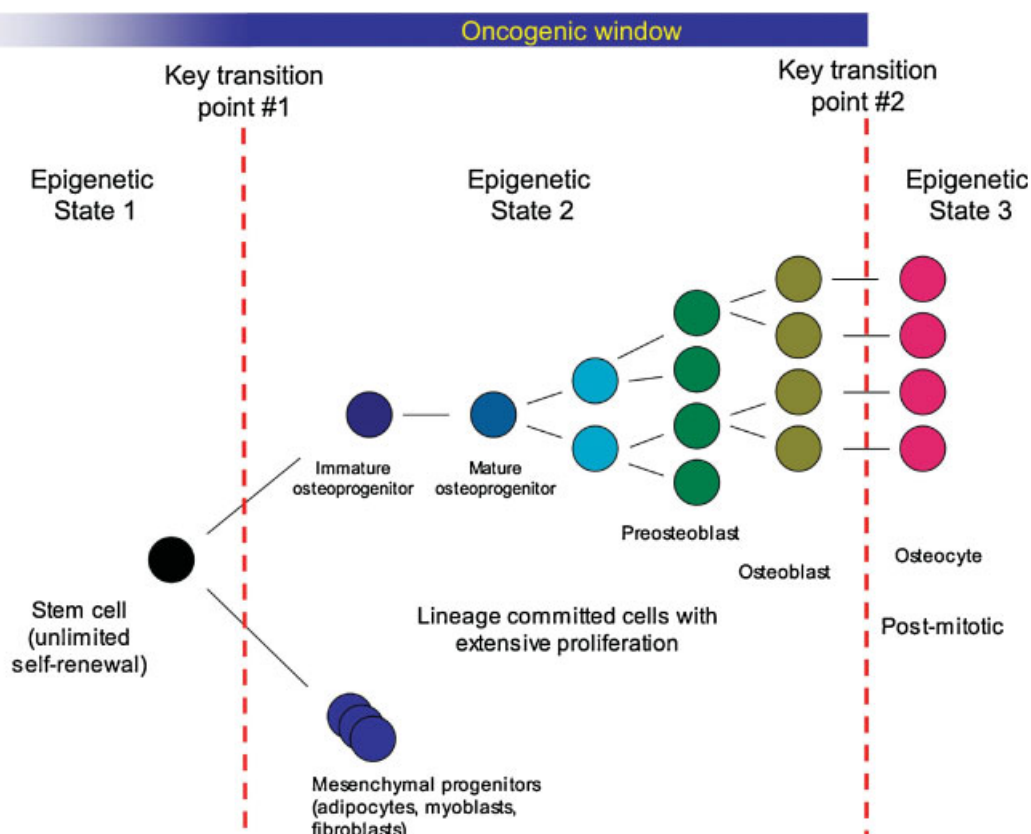 Oncogenic window
Key transition
point #1
Key transition
point #2
Epigenetic
State 1
Epigenetic
State 2
Epigenetic
State 3
Immature
osteoprogenitor
Mature
osteoprogenitor
Preosteoblast
Osteoblast
Osteocyte
Stem cell
(unlimited
self-renewal)
Lineage committed cells with
extensive proliferation
Post-mitotic
Mesenchymal progenitors
(adipocytes, myoblasts,
fibroblasts)